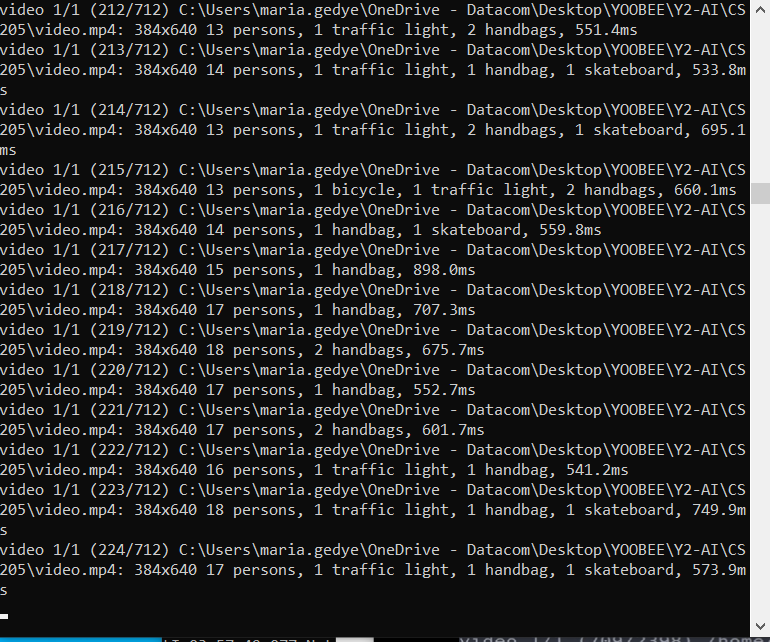 video 1/1 (212/712) C:\Users\maria.gedye\OneDrive - Datacom\Desktop\YOOBEE\Y2-AI\CS
205\video.mp4: 384x640 13 persons, 1 traffic light, 2 handbags, 551.4ms
video 1/1 (213/712) C:\Users\maria.gedye\OneDrive - Datacom\Desktop\YOOBEE\Y2-AI\CS
205\video.mp4: 384x640 14 persons, 1 traffic light, 1 handbag, 1 skateboard, 533.8m
s
video 1/1 (214/712) C:\Users\maria.gedye\OneDrive - Datacom\Desktop\YOOBEE\Y2-AI\CS
205\video.mp4: 384x640 13 persons, 1 traffic light, 2 handbags, 1 skateboard, 695.1
ms
video 1/1 (215/712) C:\Users\maria.gedye\OneDrive - Datacom\Desktop\YOOBEE\Y2-AI\CS
205\video.mp4: 384x640 13 persons, 1 bicycle, 1 traffic light, 2 handbags, 660.1ms
video 1/1 (216/712) C:\Users\maria.gedye\OneDrive - Datacom\Desktop\YOOBEE\Y2-AI\CS
205\video.mp4: 384x640 14 persons, 1 handbag, 1 skateboard, 559.8ms
video 1/1 (217/712) C:\Users\maria.gedye\OneDrive - Datacom\Desktop\YOOBEE\Y2-AI\CS
205\video.mp4: 384x640 15 persons, 1 handbag, 898.0ms
video 1/1 (218/712) C:\Users\maria.gedye\OneDrive - Datacom\Desktop\YOOBEE\Y2-AI\CS
205\video.mp4: 384x640 17 persons, 1 handbag, 707.3ms
video 1/1 (219/712) C:\Users\maria.gedye\OneDrive - Datacom\Desktop\YOOBEE\Y2-AI\CS
205\video.mp4: 384x640 18 persons, 2 handbags, 675.7ms
video 1/1 (220/712) C:\Users\maria.gedye\OneDrive - Datacom\Desktop\YOOBEE\Y2-AI\CS
205\video.mp4: 384x640 17 persons, 1 handbag, 552.7ms
video 1/1 (221/712) C:\Users\maria.gedye\OneDrive - Datacom\Desktop\YOOBEE\Y2-AI\CS
205\video.mp4: 384x640 17 persons, 2 handbags, 601.7ms
video 1/1 (222/712) C:\Users\maria.gedye\OneDrive - Datacom\Desktop\YOOBEE\Y2-AI\CS
205\video.mp4: 384x640 16 persons, 1 traffic light, 1 handbag, 541.2ms
video 1/1 (223/712) C:\Users\maria.gedye\OneDrive - Datacom\Desktop\YOOBEE\Y2-AI\CS
205\video.mp4: 384x640 18 persons, 1 traffic light, 1 handbag, 1 skateboard, 749.9m
s
video 1/1 (224/712) C:\Users\maria.gedye\OneDrive - Datacom\Desktop\YOOBEE\Y2-AI\CS
205\video.mp4: 384x640 17 persons, 1 traffic light, 1 handbag, 1 skateboard, 573.9m
s